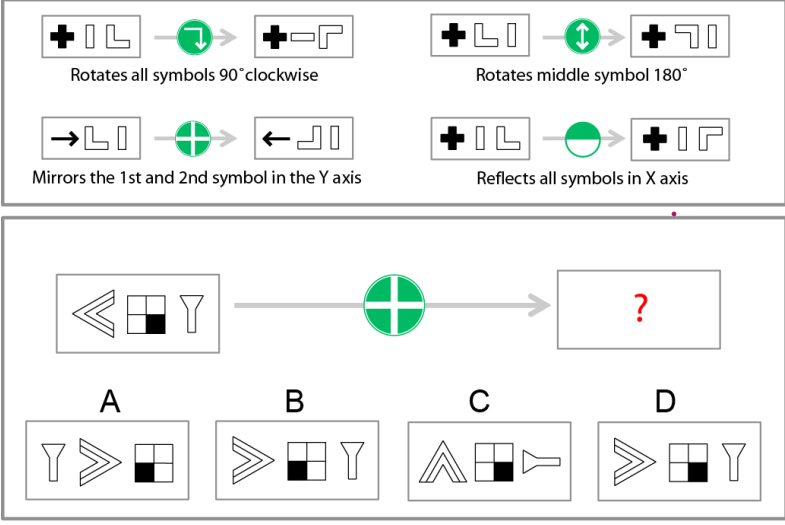 Rotates all symbols 90˚clockwise
Rotates middle symbol 180˚
Mirrors the 1st and 2nd symbol in the Y axis
Reflects all symbols in X axis
?
A
B
C
D